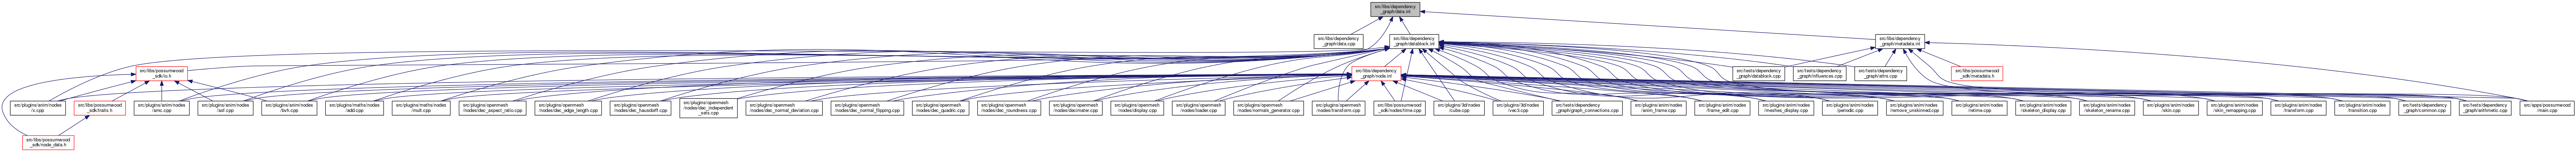 src/libs/dependency
_graph/data.inl
src/libs/dependency
_graph/data.cpp
src/libs/dependency
_graph/datablock.inl
src/libs/dependency
_graph/metadata.inl
src/libs/possumwood
_sdk/io.h
src/libs/dependency
_graph/node.inl
src/tests/dependency
_graph/datablock.cpp
src/tests/dependency
_graph/influences.cpp
src/tests/dependency
_graph/attrs.cpp
src/libs/possumwood
_sdk/metadata.h
src/plugins/anim/nodes
/v.cpp
src/libs/possumwood
_sdk/traits.h
src/plugins/anim/nodes
/amc.cpp
src/plugins/anim/nodes
/asf.cpp
src/plugins/anim/nodes
/bvh.cpp
src/plugins/maths/nodes
/add.cpp
src/plugins/maths/nodes
/mult.cpp
src/plugins/openmesh
/nodes/dec_aspect_ratio.cpp
src/plugins/openmesh
/nodes/dec_edge_length.cpp
src/plugins/openmesh
/nodes/dec_hausdorff.cpp
src/plugins/openmesh
/nodes/dec_independent
_sets.cpp
src/plugins/openmesh
/nodes/dec_normal_deviation.cpp
src/plugins/openmesh
/nodes/dec_normal_flipping.cpp
src/plugins/openmesh
/nodes/dec_quadric.cpp
src/plugins/openmesh
/nodes/dec_roundness.cpp
src/plugins/openmesh
/nodes/decimater.cpp
src/plugins/openmesh
/nodes/display.cpp
src/plugins/openmesh
/nodes/loader.cpp
src/plugins/openmesh
/nodes/normals_generator.cpp
src/plugins/openmesh
/nodes/transform.cpp
src/libs/possumwood
_sdk/nodes/time.cpp
src/plugins/3d/nodes
/cube.cpp
src/plugins/3d/nodes
/vec3.cpp
src/tests/dependency
_graph/graph_connections.cpp
src/plugins/anim/nodes
/anim_frame.cpp
src/plugins/anim/nodes
/frame_edit.cpp
src/plugins/anim/nodes
/meshes_display.cpp
src/plugins/anim/nodes
/periodic.cpp
src/plugins/anim/nodes
/remove_unskinned.cpp
src/plugins/anim/nodes
/retime.cpp
src/plugins/anim/nodes
/skeleton_display.cpp
src/plugins/anim/nodes
/skeleton_rename.cpp
src/plugins/anim/nodes
/skin.cpp
src/plugins/anim/nodes
/skin_remapping.cpp
src/plugins/anim/nodes
/transform.cpp
src/plugins/anim/nodes
/transition.cpp
src/tests/dependency
_graph/common.cpp
src/tests/dependency
_graph/arithmetic.cpp
src/apps/possumwood
/main.cpp
src/libs/possumwood
_sdk/node_data.h